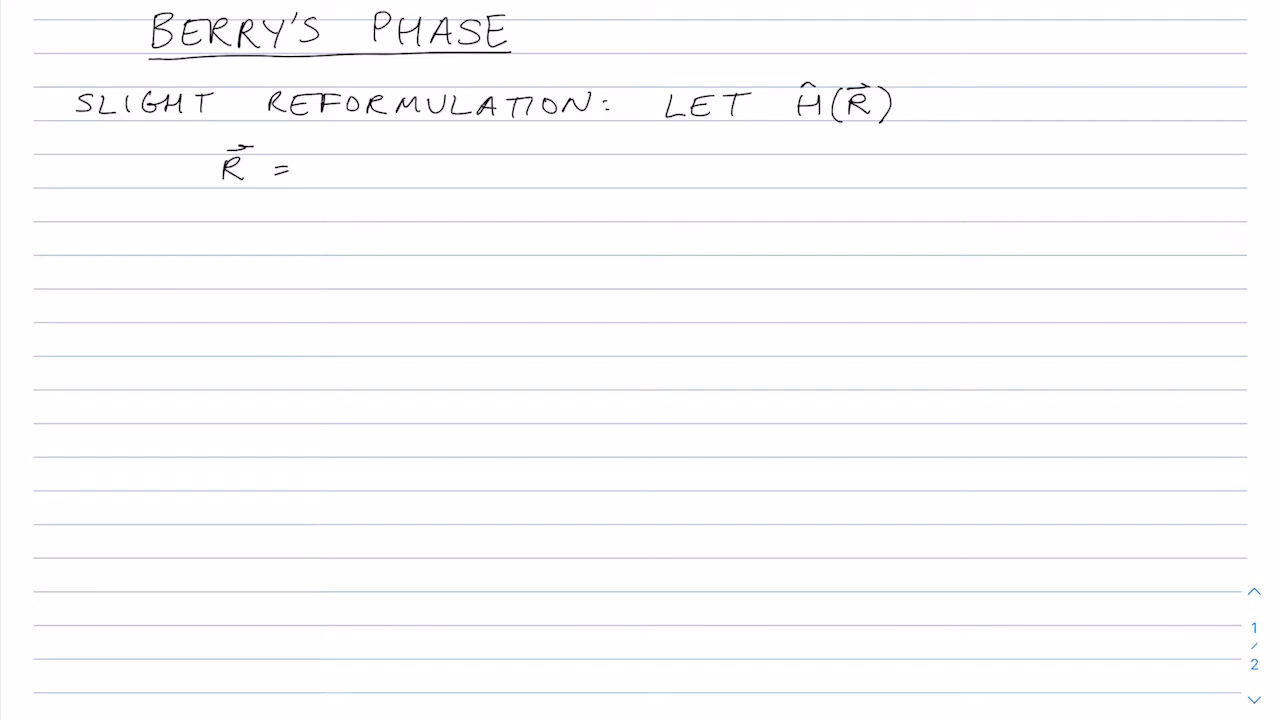 BERRY'S PHASE
SLIGHT REFORMULATION: LET Ĥ(R⃗)
R⃗ =
1
/
2